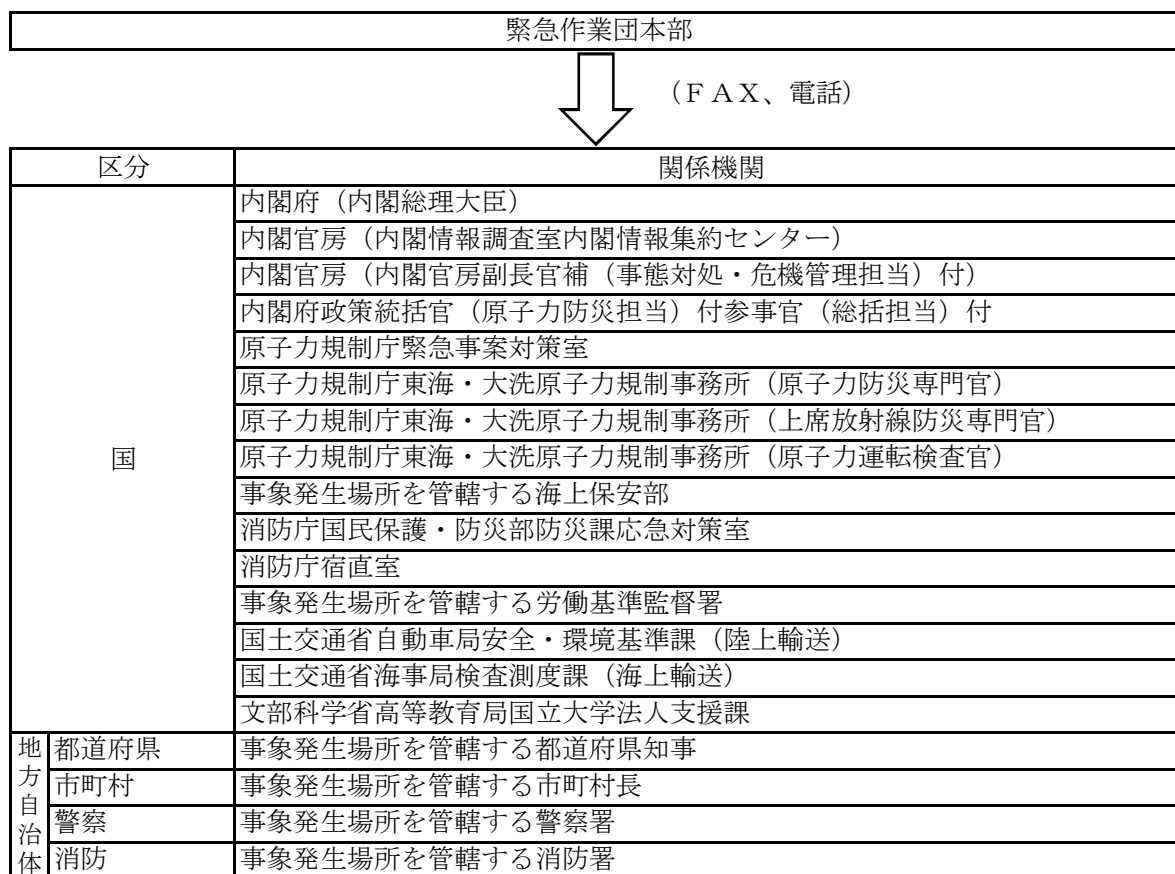 緊急作業団本部
（ＦＡＸ、電話）
区分 関係機関
国
内閣府（内閣総理大臣）
内閣官房（内閣情報調査室内閣情報集約センター）
内閣官房（内閣官房副長官補（事態対処・危機管理担当）付）
内閣府政策統括官（原子力防災担当）付参事官（総括担当）付
原子力規制庁緊急事案対策室
原子力規制庁東海・大洗原子力規制事務所（原子力防災専門官）
原子力規制庁東海・大洗原子力規制事務所（上席放射線防災専門官）
原子力規制庁東海・大洗原子力規制事務所（原子力運転検査官）
事象発生場所を管轄する海上保安部
消防庁国民保護・防災部防災課応急対策室
消防庁宿直室
事象発生場所を管轄する労働基準監督署
国土交通省自動車局安全・環境基準課（陸上輸送）
国土交通省海事局検査測度課（海上輸送）
文部科学省高等教育局国立大学法人支援課
地方自治体
都道府県 事象発生場所を管轄する都道府県知事
市町村 事象発生場所を管轄する市町村長
警察 事象発生場所を管轄する警察署
消防 事象発生場所を管轄する消防署